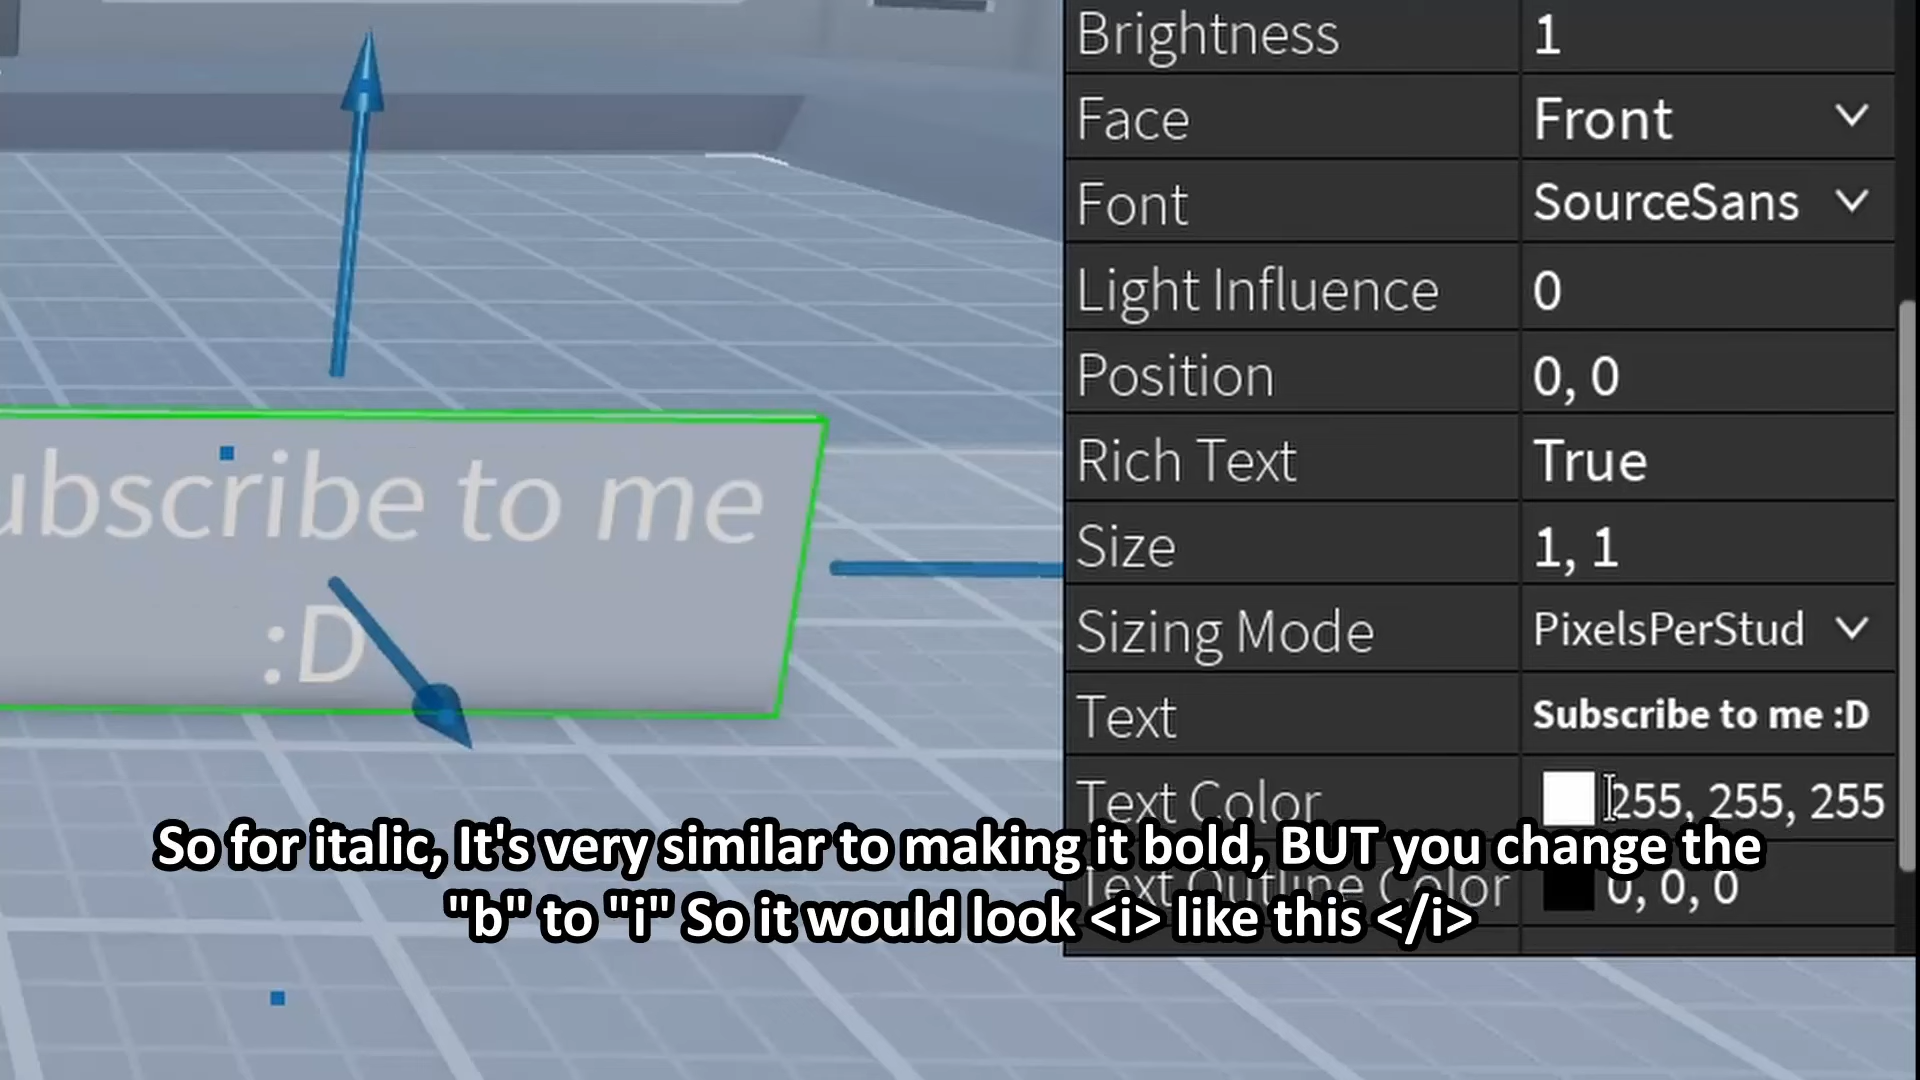 Brightness 1
Face Front
Font SourceSans
Light Influence 0
Position 0, 0
Rich Text True
Size 1, 1
Sizing Mode PixelsPerStud
Text Subscribe to me :D
Text Color 255, 255, 255
Text Outline Color 0, 0, 0
ubscribe to me
:D
So for italic, It's very similar to making it bold, BUT you change the
"b" to "i" So it would look <i> like this </i>